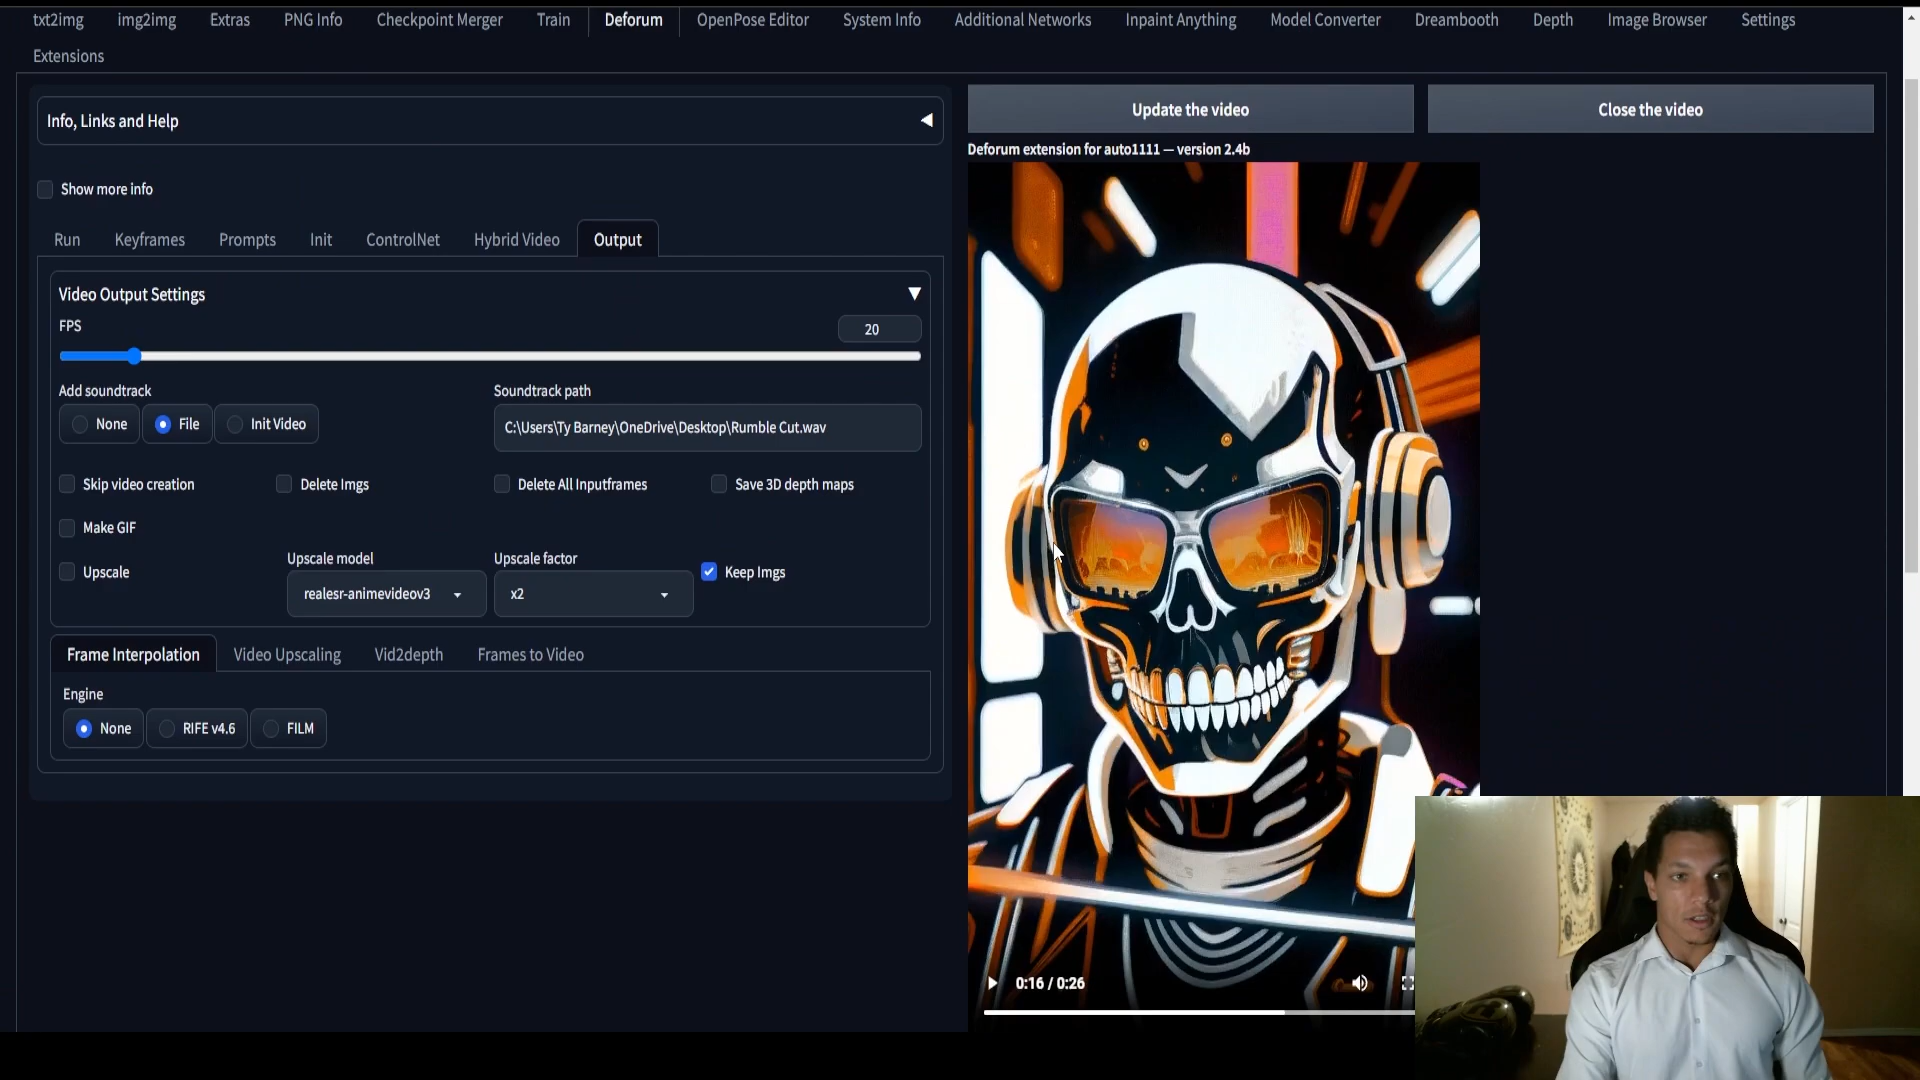 txt2img img2img Extras PNG Info Checkpoint Merger Train Deforum OpenPose Editor System Info Additional Networks Inpaint Anything Model Converter Dreambooth Depth Image Browser Settings
Extensions
Info, Links and Help
Show more info
Run Keyframes Prompts Init ControlNet Hybrid Video Output
Video Output Settings
FPS
20
Add soundtrack
None File Init Video
Soundtrack path
C:\Users\Ty Barney\OneDrive\Desktop\Rumble Cut.wav
Skip video creation Delete Imgs Delete All Inputframes Save 3D depth maps
Make GIF
Upscale
Upscale model
realesr-animevideov3
Upscale factor
x2
Keep Imgs
Frame Interpolation Video Upscaling Vid2depth Frames to Video
Engine
None RIFE v4.6 FILM
Update the video Close the video
Deforum extension for auto1111 — version 2.4b
0:16 / 0:26